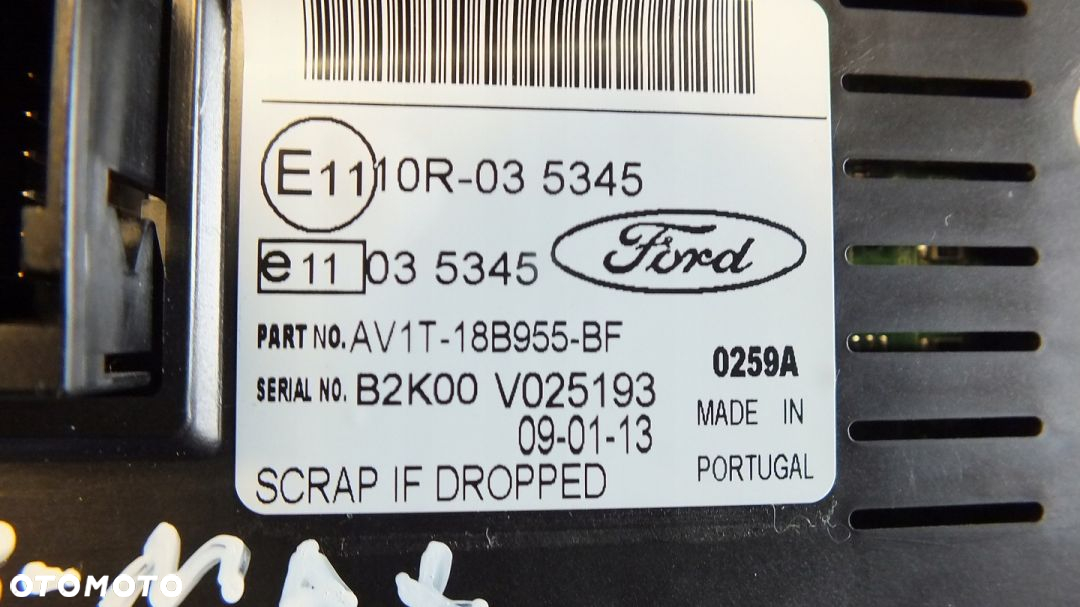 E11 10R-03 5345
e11 03 5345
Ford
PART NO. AV1T-18B955-BF
SERIAL NO. B2K00 V025193
09-01-13
0259A
MADE IN
PORTUGAL
SCRAP IF DROPPED
OTOMOTO